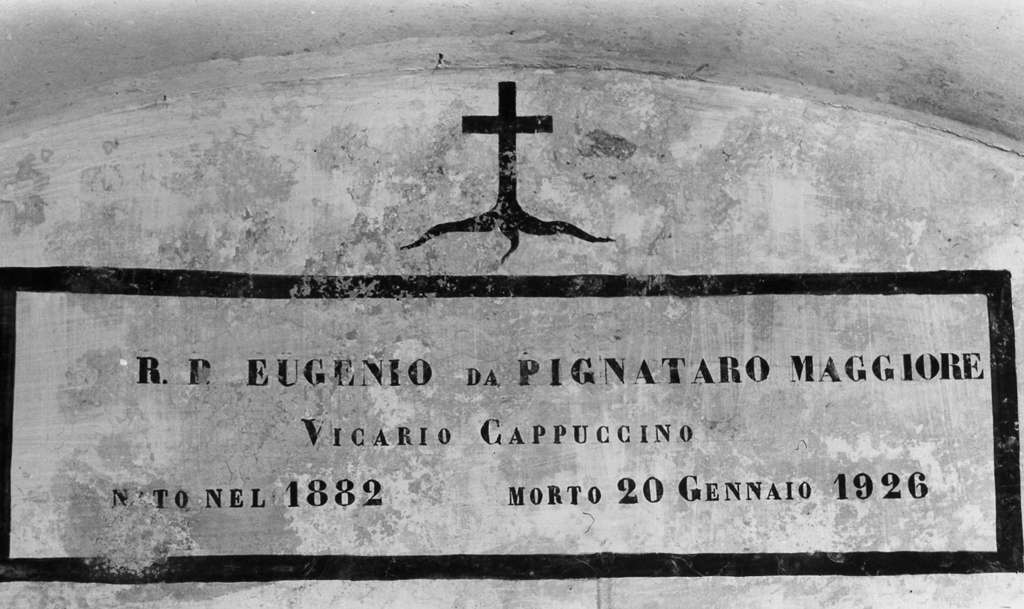 R. P. EUGENIO DA PIGNATARO MAGGIORE
VICARIO CAPPUCCINO
NATO NEL 1882 MORTO 20 GENNAIO 1926